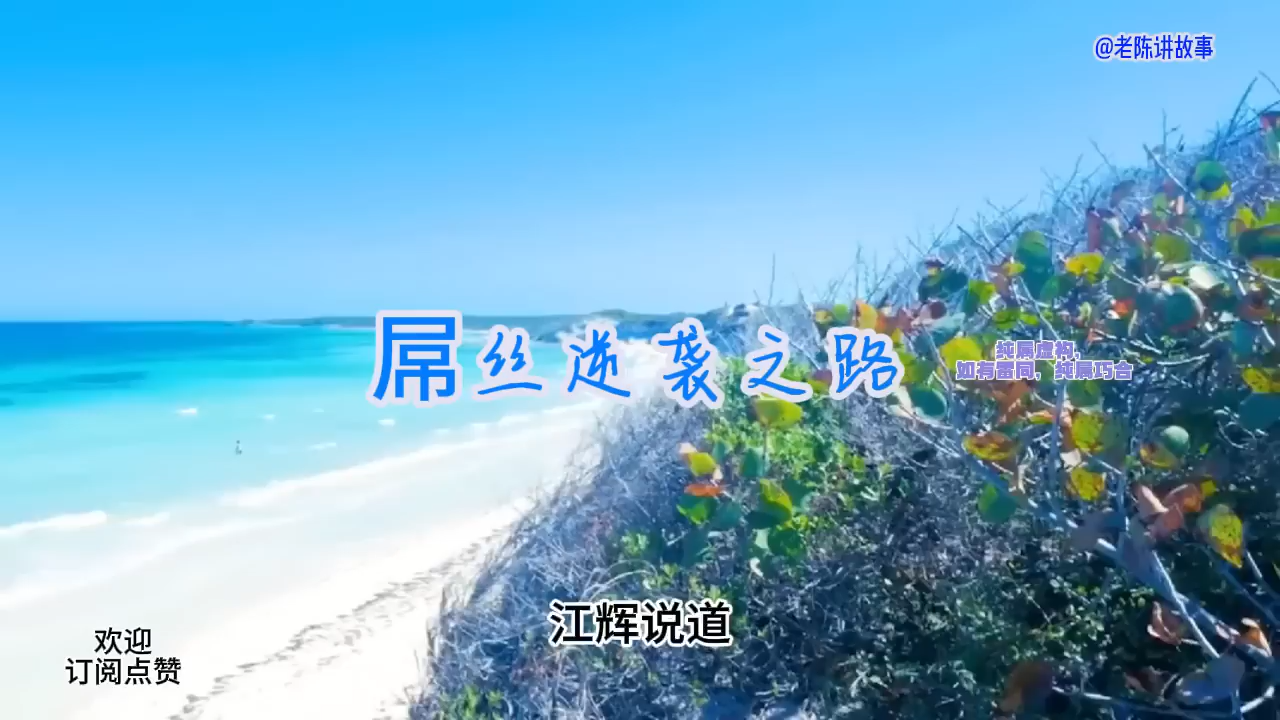 @老陈讲故事
屌丝逆袭之路
纯属虚构，
如有雷同，纯属巧合
江辉说道
欢迎
订阅点赞